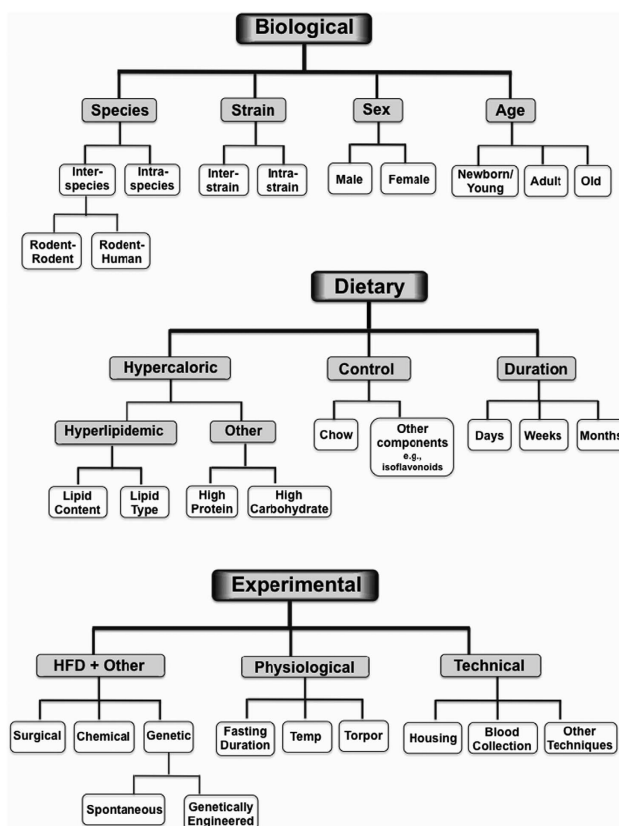 Biological
Species
Strain
Sex
Age
Inter-
species
Intra-
species
Inter-
strain
Intra-
strain
Male
Female
Newborn/
Young
Adult
Old
Rodent-
Rodent
Rodent-
Human
Dietary
Hypercaloric
Control
Duration
Hyperlipidemic
Other
Chow
Other
components
e.g.,
isoflavonoids
Days
Weeks
Months
Lipid
Content
Lipid
Type
High
Protein
High
Carbohydrate
Experimental
HFD + Other
Physiological
Technical
Surgical
Chemical
Genetic
Fasting
Duration
Temp
Torpor
Housing
Blood
Collection
Other
Techniques
Spontaneous
Genetically
Engineered